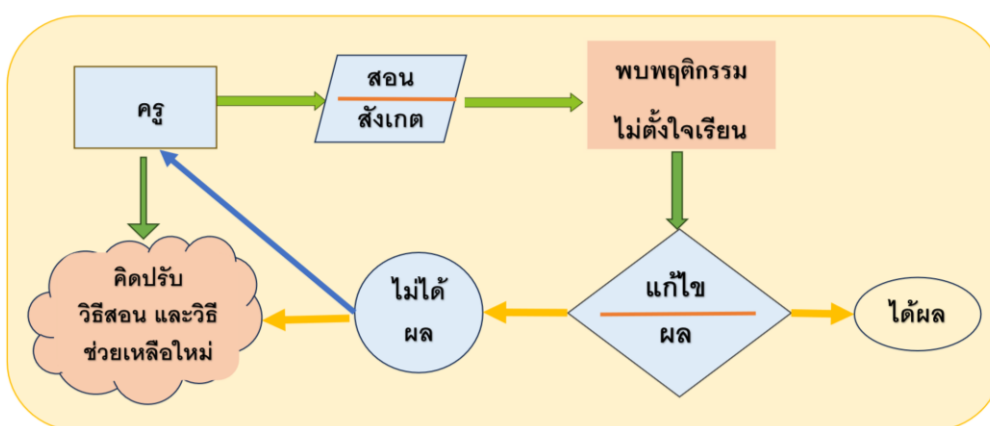 ครู
สอน
สังเกต
พบพฤติกรรม
ไม่ตั้งใจเรียน
คิดปรับ
วิธีสอน และวิธี
ช่วยเหลือใหม่
ไม่ได้
ผล
แก้ไข
ผล
ได้ผล